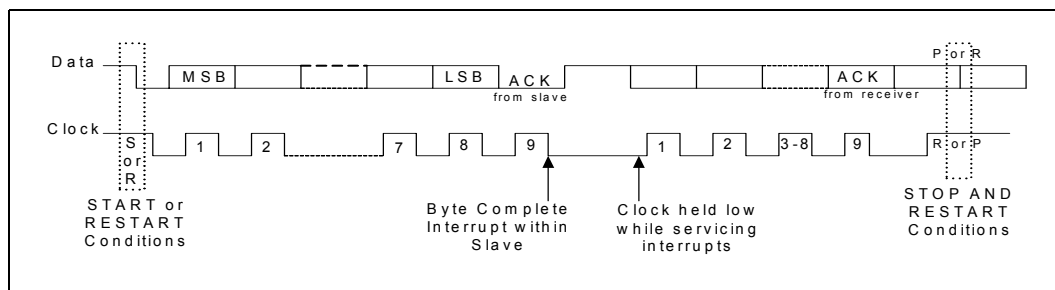 P or R
Data
MSB
LSB
ACK
from slave
ACK
from receiver
Clock
S or R
1
2
7
8
9
1
2
3-8
9
R or P
START or
RESTART
Conditions
Byte Complete
Interrupt within
Slave
Clock held low
while servicing
interrupts
STOP AND
RESTART
Conditions